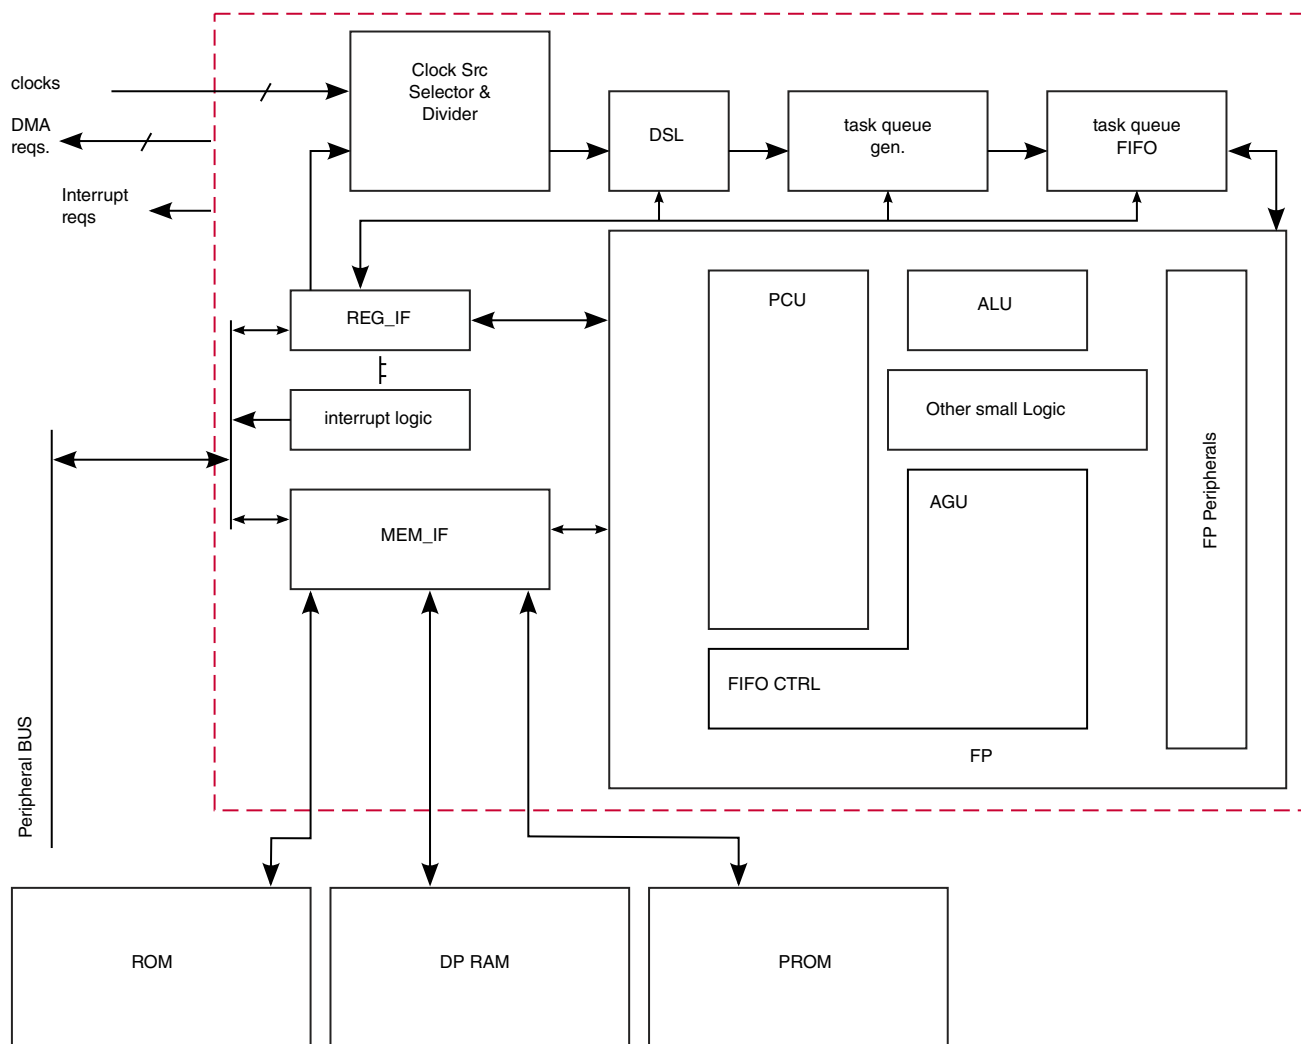 clocks
DMA
reqs.
Interrupt
reqs
Clock Src
Selector &
Divider
DSL
task queue
gen.
task queue
FIFO
REG_IF
interrupt logic
MEM_IF
PCU
ALU
Other small Logic
AGU
FIFO CTRL
FP Peripherals
FP
Peripheral BUS
ROM
DP RAM
PROM